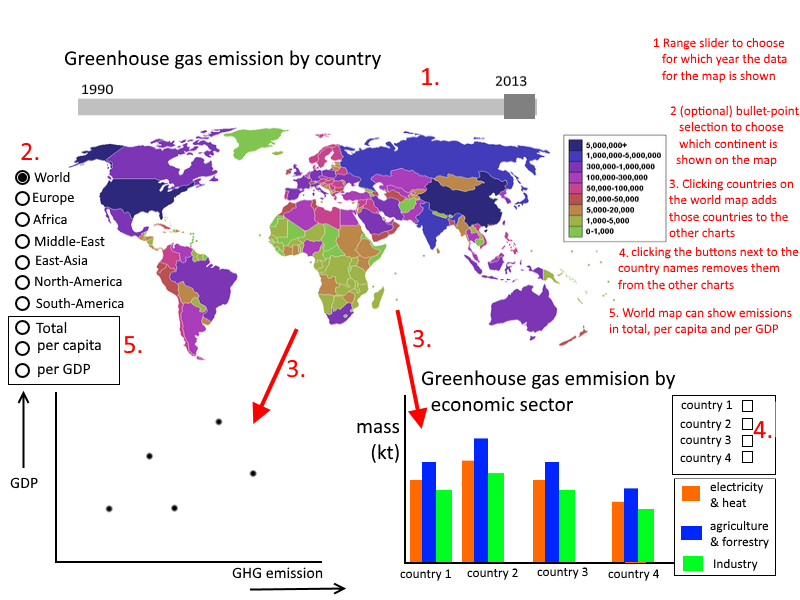 Greenhouse gas emission by country
1.
1990
2013
1 Range slider to choose
for which year the data
for the map is shown
2 (optional) bullet-point
selection to choose
which continent is
shown on the map
3. Clicking countries on
the world map adds
those countries to the
other charts
4. clicking the buttons next to the
country names removes them
from the other charts
5. World map can show emissions
in total, per capita and per GDP
2.
World
Europe
Africa
Middle-East
East-Asia
North-America
South-America
Total
per capita
per GDP
5.
5,000,000+
1,000,000-5,000,000
300,000-1,000,000
100,000-300,000
50,000-100,000
20,000-50,000
5,000-20,000
1,000-5,000
0-1,000
3.
3.
GDP
GHG emission
Greenhouse gas emmision by
economic sector
mass
(kt)
country 1
country 2
country 3
country 4
country 1
country 2
country 3
country 4
4.
electricity
& heat
agriculture
& forrestry
Industry